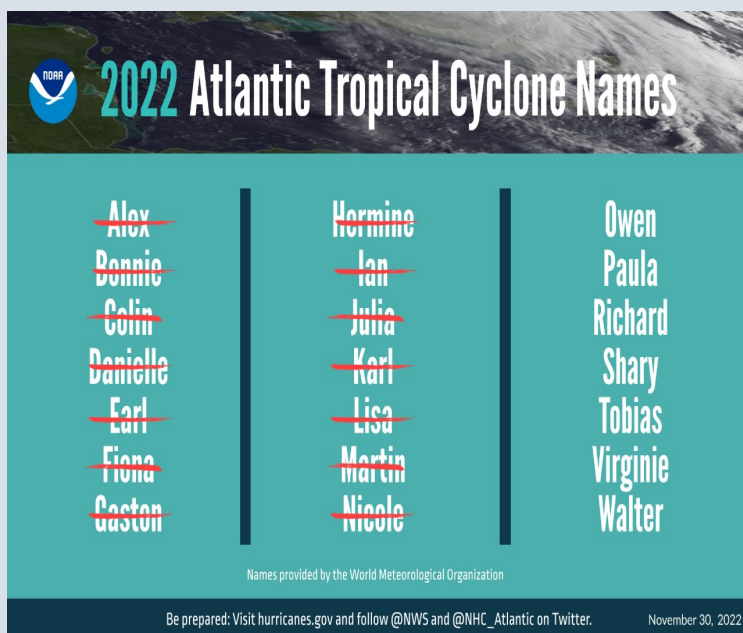 NOAA
2022 Atlantic Tropical Cyclone Names
Alex
Bonnie
Colin
Danielle
Earl
Fiona
Gaston
Hermine
Ian
Julia
Karl
Lisa
Martin
Nicole
Owen
Paula
Richard
Shary
Tobias
Virginie
Walter
Names provided by the World Meteorological Organization
Be prepared: Visit hurricanes.gov and follow @NWS and @NHC_Atlantic on Twitter.
November 30, 2022